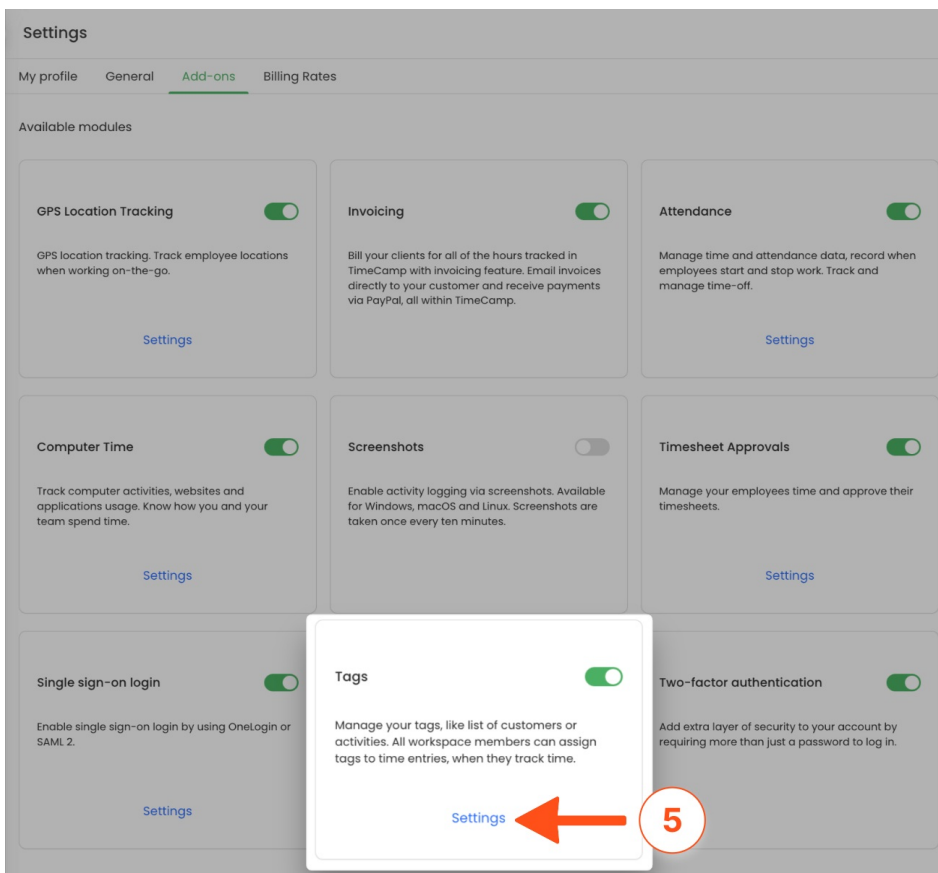 Settings
My profile General Add-ons Billing Rates
Available modules
GPS Location Tracking
GPS location tracking. Track employee locations
when working on-the-go.
Settings
Invoicing
Bill your clients for all of the hours tracked in
TimeCamp with invoicing feature. Email invoices
directly to your customer and receive payments
via PayPal, all within TimeCamp.
Attendance
Manage time and attendance data, record when
employees start and stop work. Track and
manage time-off.
Settings
Computer Time
Track computer activities, websites and
applications usage. Know how you and your
team spend time.
Settings
Screenshots
Enable activity logging via screenshots. Available
for Windows, macOS and Linux. Screenshots are
taken once every ten minutes.
Timesheet Approvals
Manage your employees time and approve their
timesheets.
Settings
Single sign-on login
Enable single sign-on login by using OneLogin or
SAML 2.
Settings
Tags
Manage your tags, like list of customers or
activities. All workspace members can assign
tags to time entries, when they track time.
Settings
5
Two-factor authentication
Add extra layer of security to your account by
requiring more than just a password to log in.